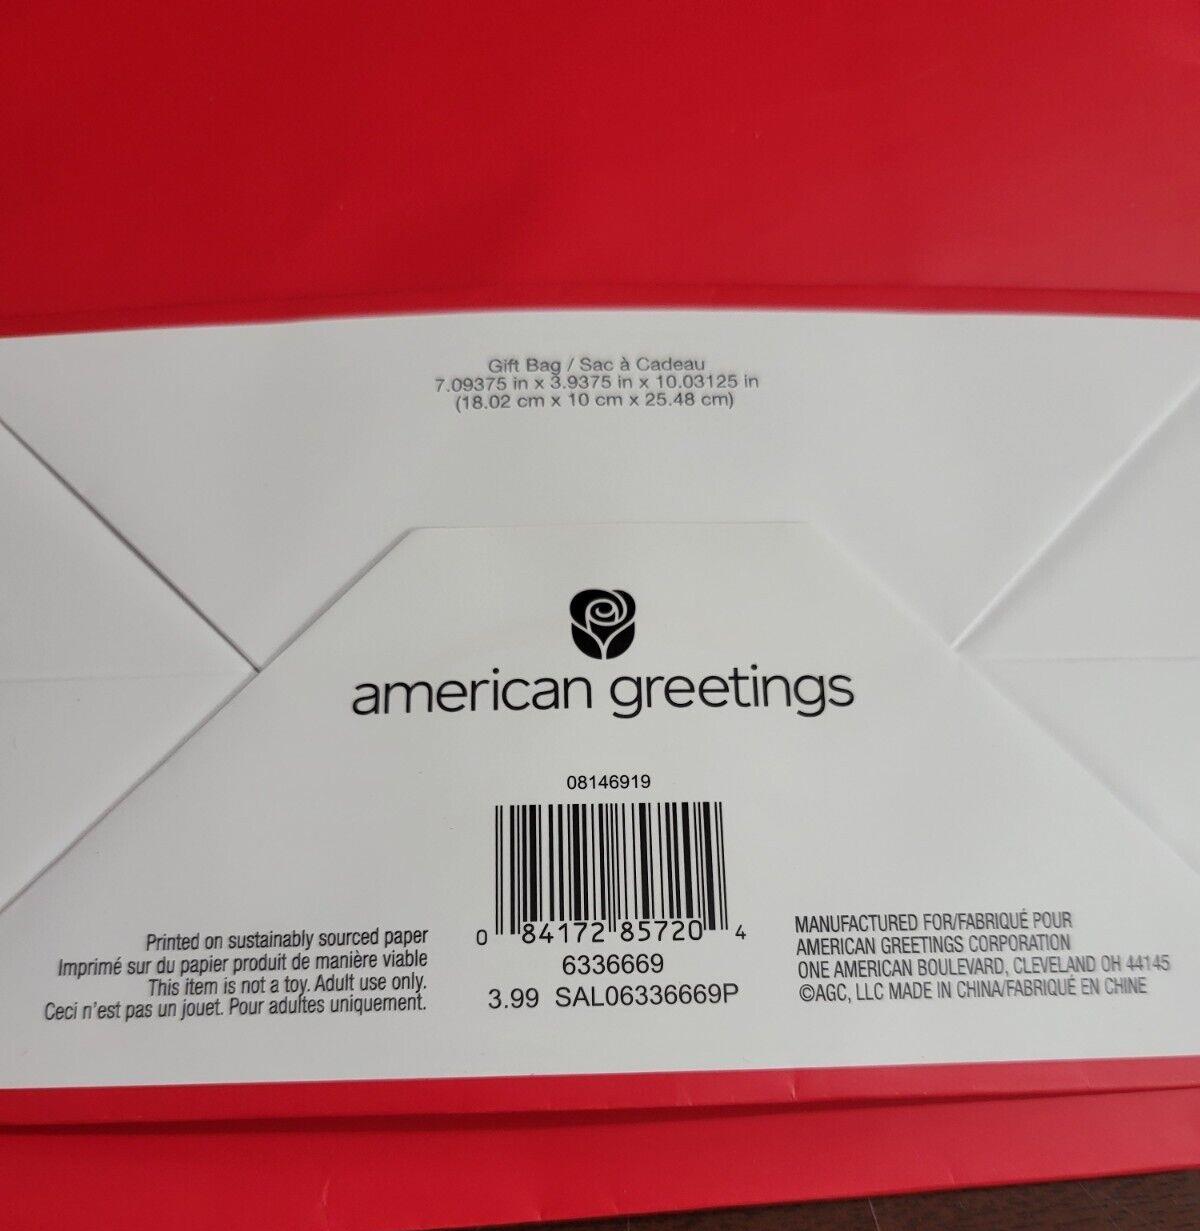 Gift Bag / Sac à Cadeau
7.09375 in x 3.9375 in x 10.03125 in
(18.02 cm x 10 cm x 25.48 cm)
american greetings
08146919
0 84172 85720 4
6336669
3.99 SAL06336669P
Printed on sustainably sourced paper
Imprimé sur du papier produit de manière viable
This item is not a toy. Adult use only.
Ceci n'est pas un jouet. Pour adultes uniquement.
MANUFACTURED FOR/FABRIQUÉ POUR
AMERICAN GREETINGS CORPORATION
ONE AMERICAN BOULEVARD, CLEVELAND OH 44145
©AGC, LLC MADE IN CHINA/FABRIQUÉ EN CHINE